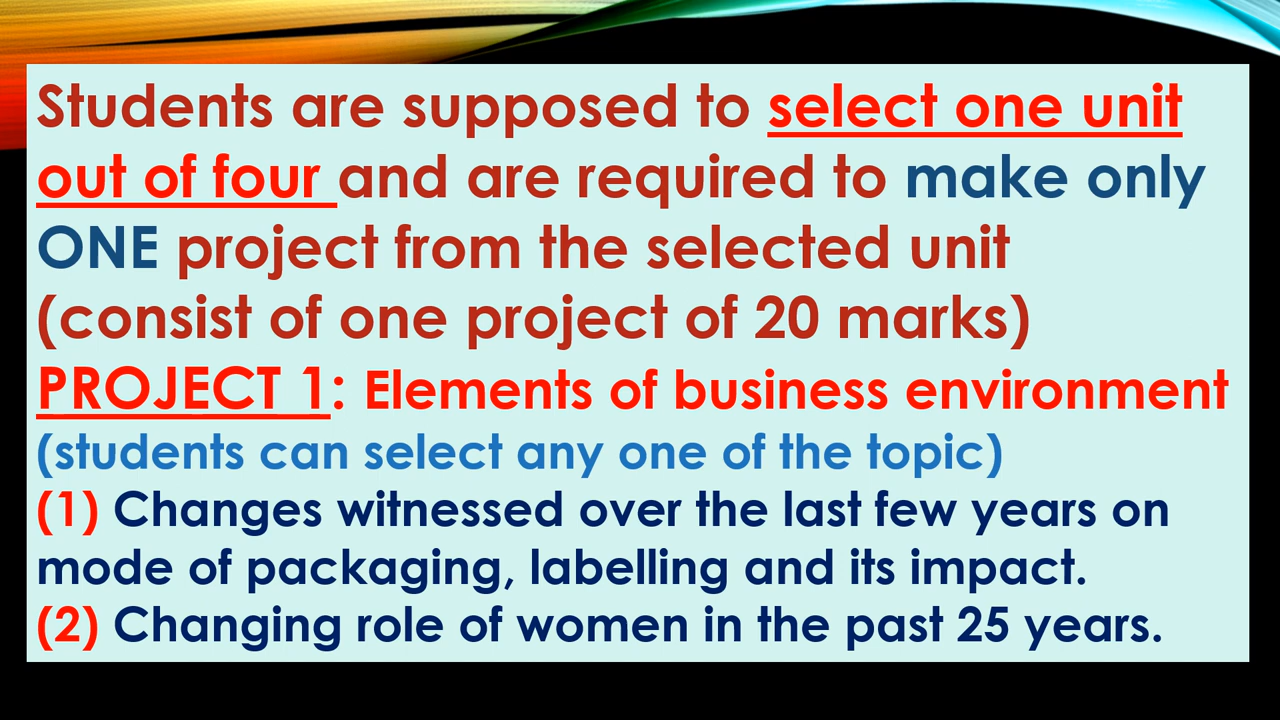 Students are supposed to select one unit
out of four and are required to make only
ONE project from the selected unit
(consist of one project of 20 marks)
PROJECT 1: Elements of business environment
(students can select any one of the topic)
(1) Changes witnessed over the last few years on
mode of packaging, labelling and its impact.
(2) Changing role of women in the past 25 years.